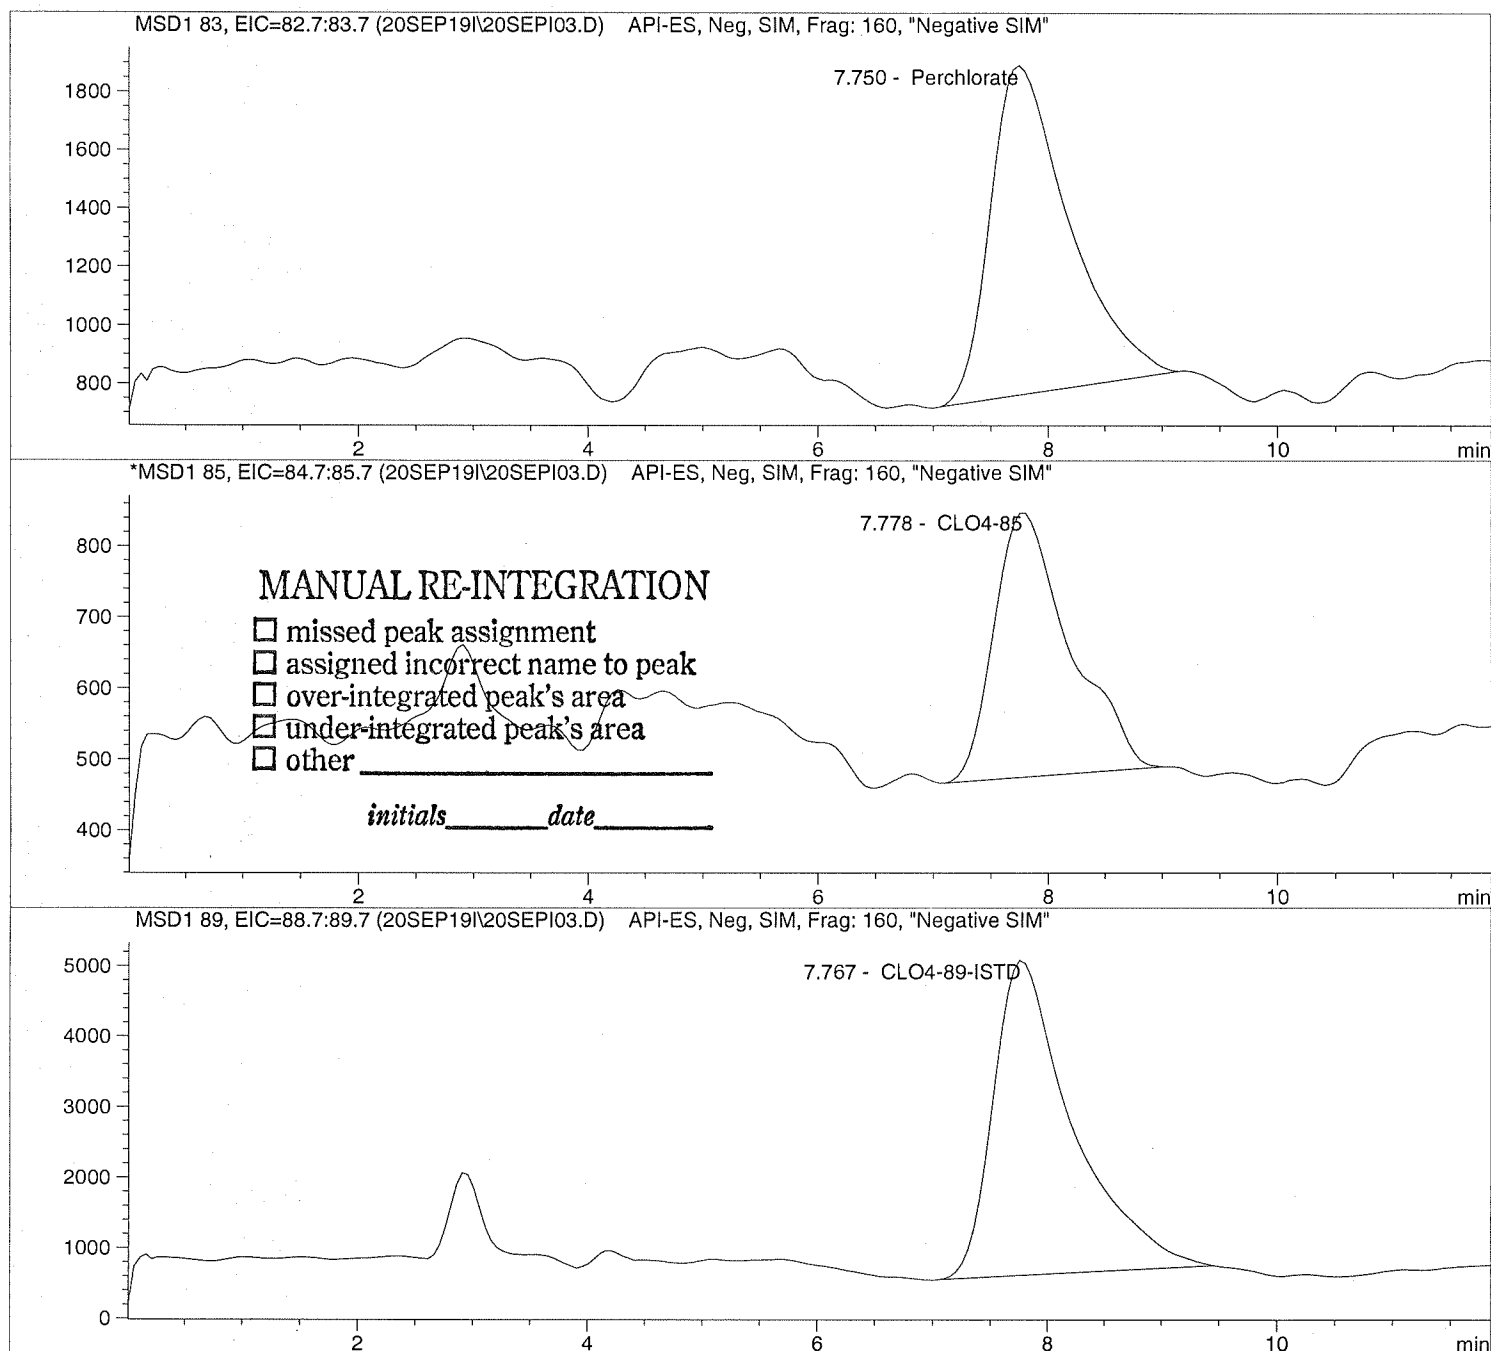 MSD1 83, EIC=82.7:83.7 (20SEP19I\20SEPI03.D) API-ES, Neg, SIM, Frag: 160, "Negative SIM"
7.750 - Perchlorate
1800
1600
1400
1200
1000
800
2 4 6 8 10 min
*MSD1 85, EIC=84.7:85.7 (20SEP19I\20SEPI03.D) API-ES, Neg, SIM, Frag: 160, "Negative SIM"
7.778 - CLO4-85
800
700
600
500
400
MANUAL RE-INTEGRATION
☐ missed peak assignment
☐ assigned incorrect name to peak
☐ over-integrated peak's area
☐ under-integrated peak's area
☐ other
initials date
2 4 6 8 10 min
MSD1 89, EIC=88.7:89.7 (20SEP19I\20SEPI03.D) API-ES, Neg, SIM, Frag: 160, "Negative SIM"
7.767 - CLO4-89-ISTD
5000
4000
3000
2000
1000
0
2 4 6 8 10 min